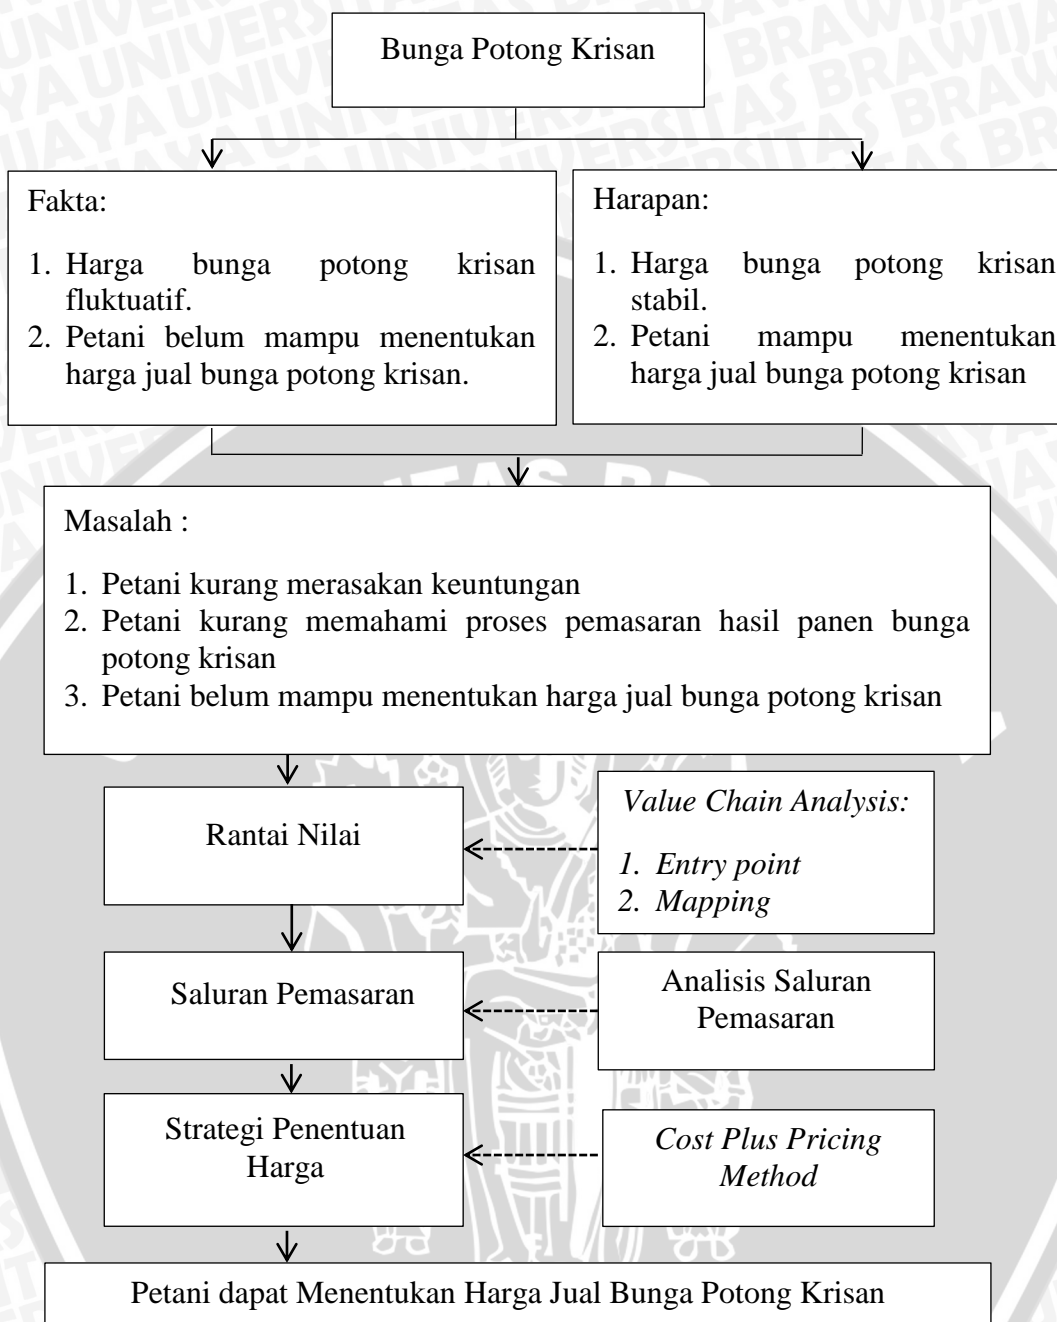 Bunga Potong Krisan
Fakta:
1. Harga bunga potong krisan
fluktuatif.
2. Petani belum mampu menentukan
harga jual bunga potong krisan.
Harapan:
1. Harga bunga potong krisan
stabil.
2. Petani mampu menentukan
harga jual bunga potong krisan
Masalah :
1. Petani kurang merasakan keuntungan
2. Petani kurang memahami proses pemasaran hasil panen bunga
potong krisan
3. Petani belum mampu menentukan harga jual bunga potong krisan
Rantai Nilai
Value Chain Analysis:
1. Entry point
2. Mapping
Saluran Pemasaran
Analisis Saluran
Pemasaran
Strategi Penentuan
Harga
Cost Plus Pricing
Method
Petani dapat Menentukan Harga Jual Bunga Potong Krisan